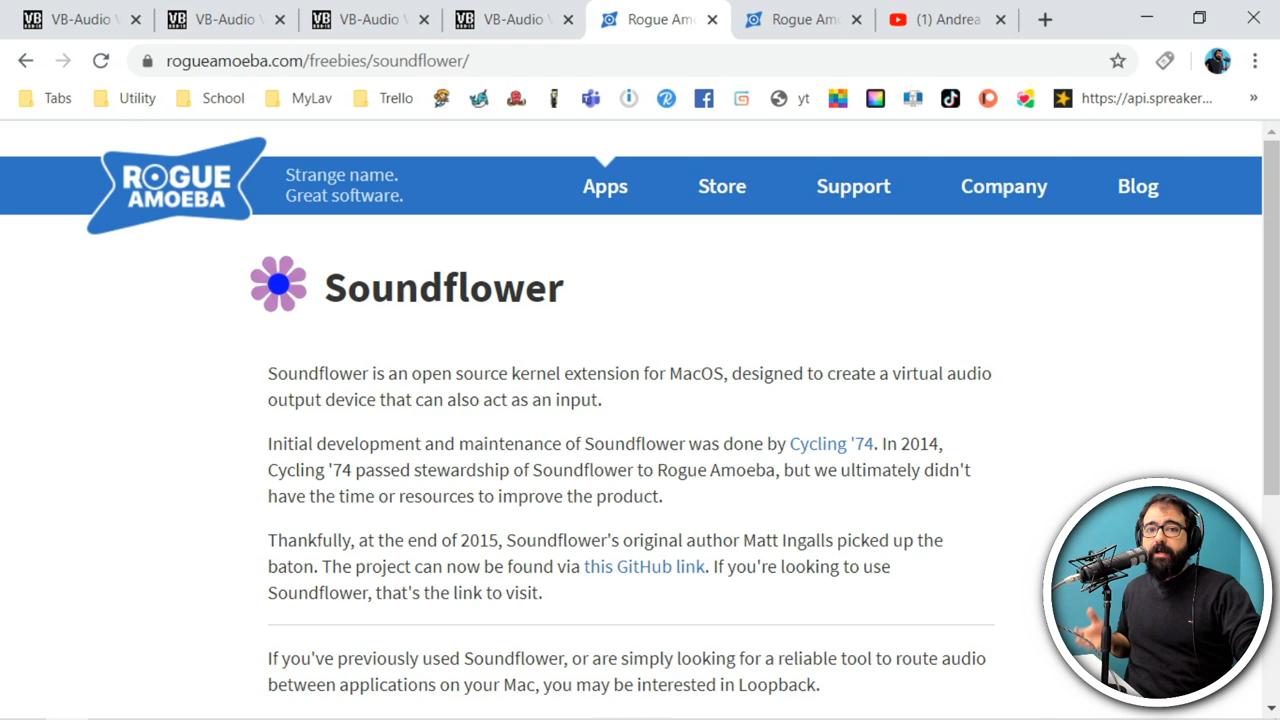 VB-Audio V
VB-Audio V
VB-Audio V
VB-Audio V
Rogue Amo
Rogue Amo
(1) Andrea
rogueamoeba.com/freebies/soundflower/
Tabs
Utility
School
MyLav
Trello
yt
https://api.spreaker...
»
ROGUE
AMOEBA
Strange name.
Great software.
Apps
Store
Support
Company
Blog
Soundflower
Soundflower is an open source kernel extension for MacOS, designed to create a virtual audio
output device that can also act as an input.
Initial development and maintenance of Soundflower was done by Cycling '74. In 2014,
Cycling '74 passed stewardship of Soundflower to Rogue Amoeba, but we ultimately didn't
have the time or resources to improve the product.
Thankfully, at the end of 2015, Soundflower's original author Matt Ingalls picked up the
baton. The project can now be found via this GitHub link. If you're looking to use
Soundflower, that's the link to visit.
If you've previously used Soundflower, or are simply looking for a reliable tool to route audio
between applications on your Mac, you may be interested in Loopback.